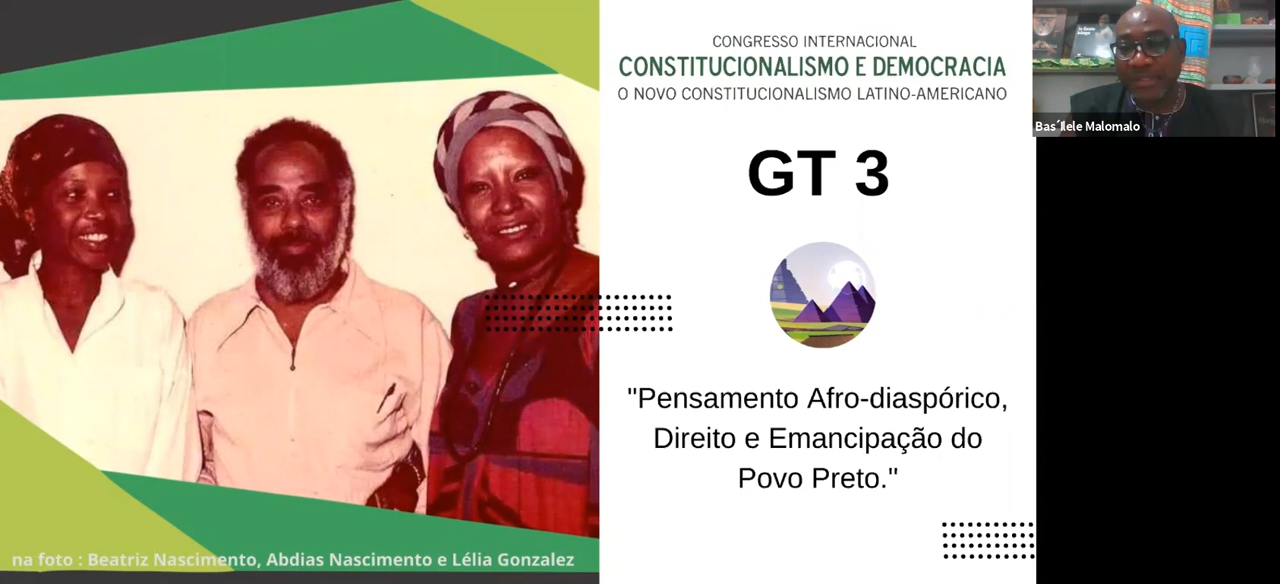 CONGRESSO INTERNACIONAL
CONSTITUCIONALISMO E DEMOCRACIA
O NOVO CONSTITUCIONALISMO LATINO-AMERICANO
GT 3
"Pensamento Afro-diaspórico,
Direito e Emancipação do
Povo Preto."
na foto : Beatriz Nascimento, Abdias Nascimento e Lélia Gonzalez
Bas´Ilele Malomalo